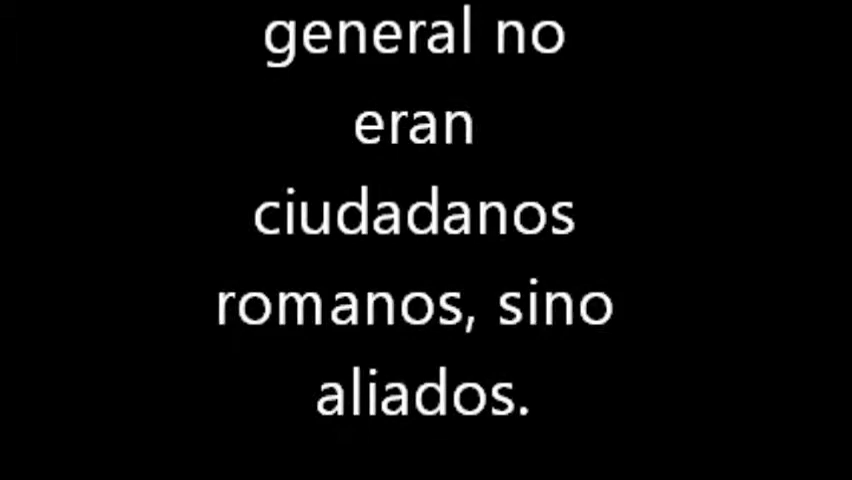 general no
eran
ciudadanos
romanos, sino
aliados.